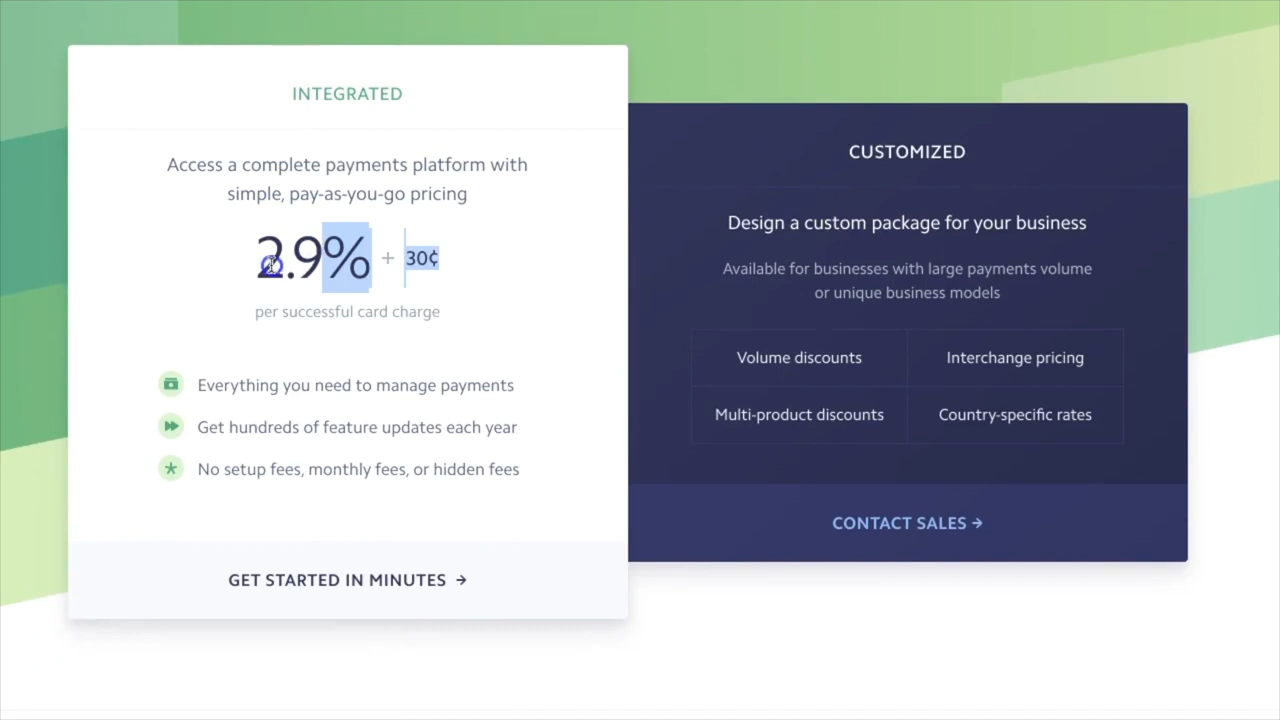 INTEGRATED
Access a complete payments platform with
simple, pay-as-you-go pricing
2.9% + 30¢
per successful card charge
Everything you need to manage payments
Get hundreds of feature updates each year
No setup fees, monthly fees, or hidden fees
GET STARTED IN MINUTES →
CUSTOMIZED
Design a custom package for your business
Available for businesses with large payments volume
or unique business models
Volume discounts
Interchange pricing
Multi-product discounts
Country-specific rates
CONTACT SALES →